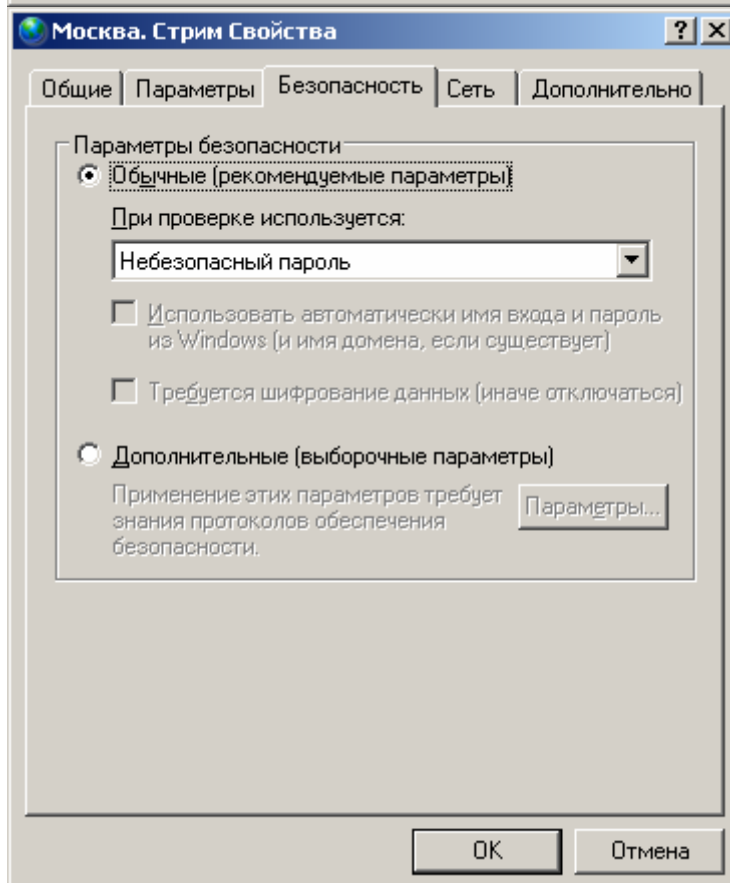 Москва. Стрим Свойства
Общие Параметры Безопасность Сеть Дополнительно
Параметры безопасности
Обычные (рекомендуемые параметры)
При проверке используется:
Небезопасный пароль
Использовать автоматически имя входа и пароль
из Windows (и имя домена, если существует)
Требуется шифрование данных (иначе отключаться)
Дополнительные (выборочные параметры)
Применение этих параметров требует
знания протоколов обеспечения
безопасности.
Параметры...
OK Отмена